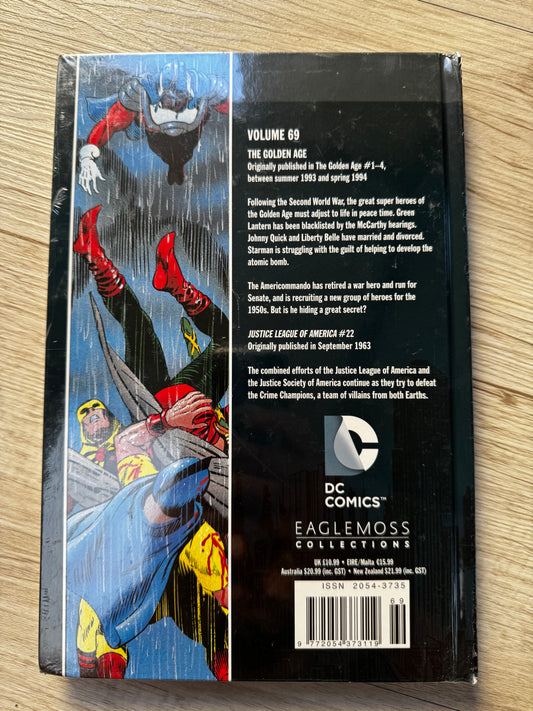 VOLUME 69
THE GOLDEN AGE
Originally published in The Golden Age #1–4,
between summer 1993 and spring 1994
Following the Second World War, the great super heroes of
the Golden Age must adjust to life in peace time. Green
Lantern has been blacklisted by the McCarthy hearings.
Johnny Quick and Liberty Belle have married and divorced.
Starman is struggling with the guilt of helping to develop the
atomic bomb.
The Americommando has retired a war hero and run for
Senate, and is recruiting a new group of heroes for the
1950s. But is he hiding a great secret?
JUSTICE LEAGUE OF AMERICA #22
Originally published in September 1963
The combined efforts of the Justice League of America and
the Justice Society of America continue as they try to defeat
the Crime Champions, a team of villains from both Earths.
DC COMICS™
EAGLEMOSS
COLLECTIONS
UK £10.99 • EIRE/Malta €15.99
Australia $20.99 (inc. GST) • New Zealand $21.99 (inc. GST)
ISSN 2054-3735
69
9 772054 373119